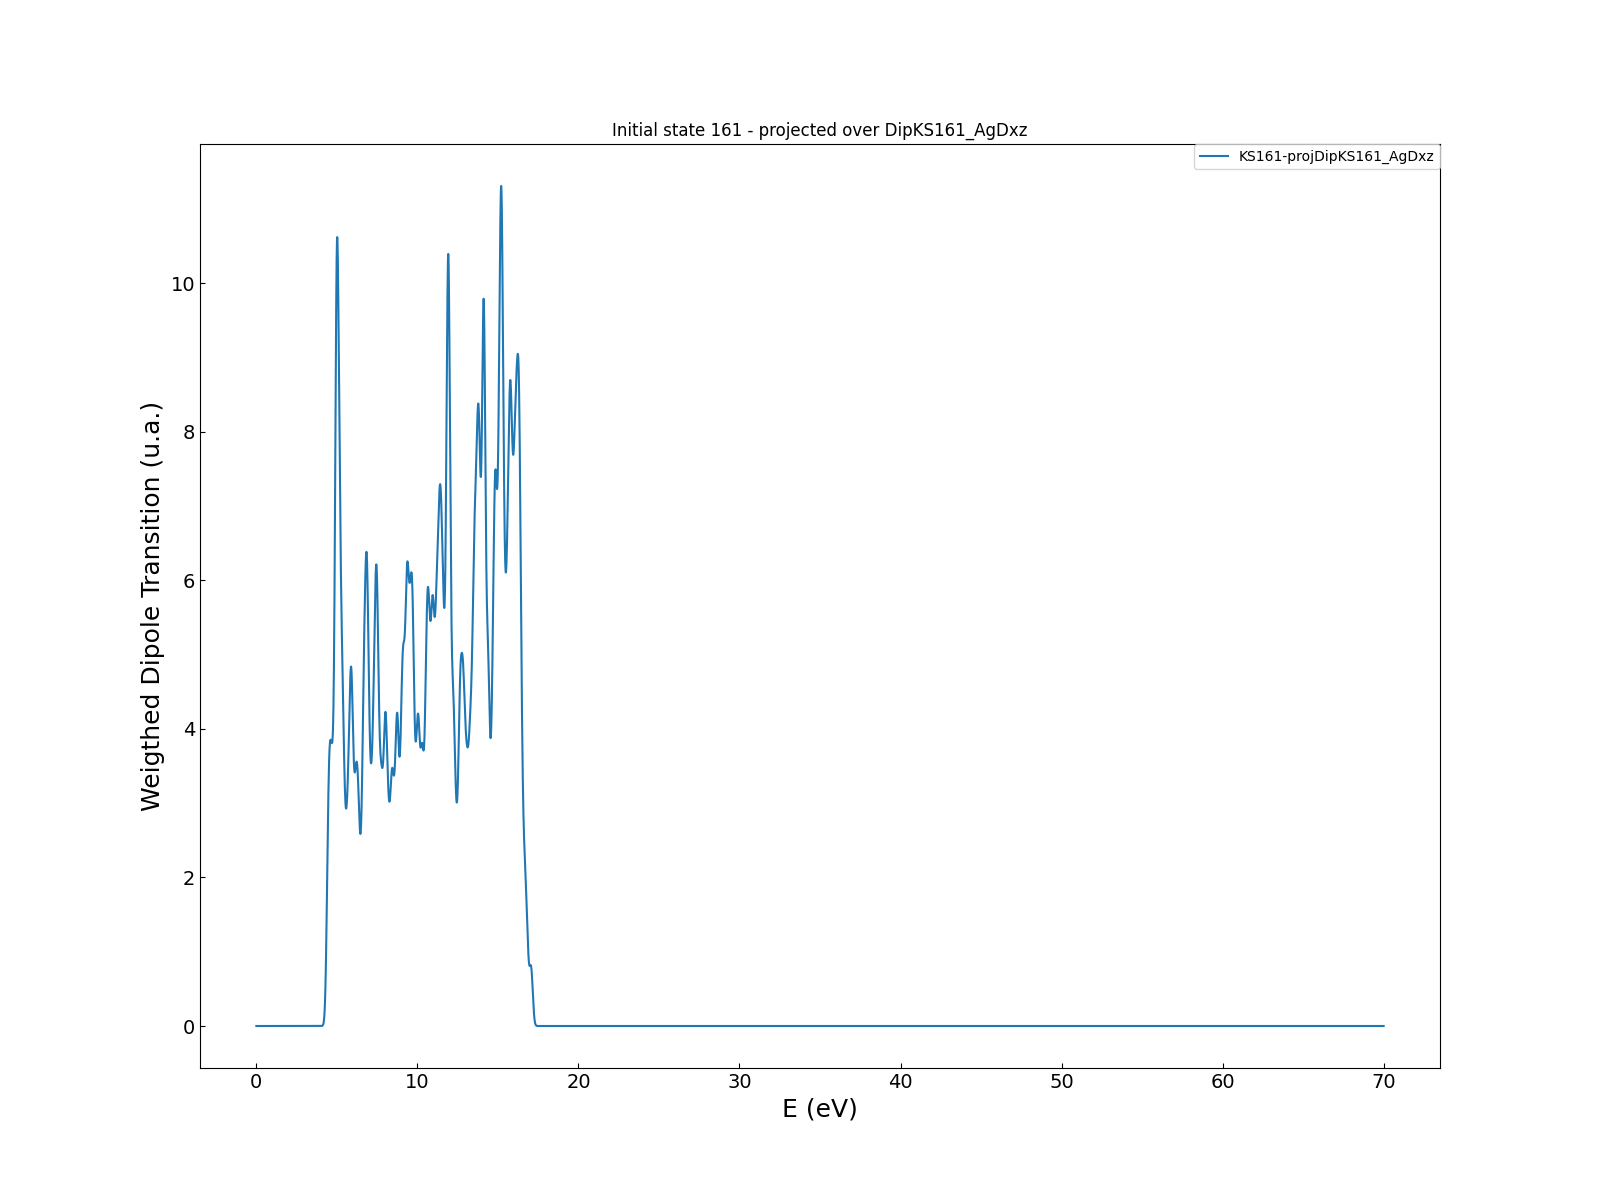 Initial state 161 - projected over DipKS161_AgDxz
KS161-projDipKS161_AgDxz
Weigthed Dipole Transition (u.a.)
10
8
6
4
2
0
0 10 20 30 40 50 60 70
E (eV)